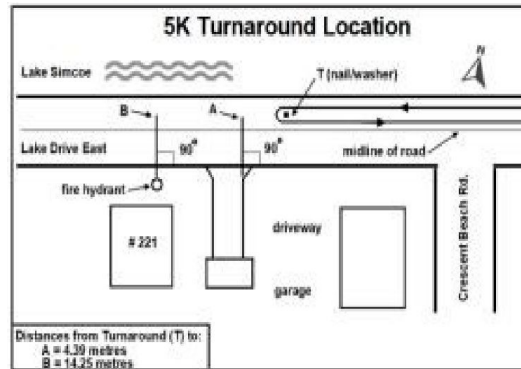 5K Turnaround Location
Lake Simcoe
N
T (nail/washer)
B
A
Lake Drive East
90°
90°
midline of road
fire hydrant
# 221
driveway
garage
Crescent Beach Rd.
Distances from Turnaround (T) to:
A = 4.39 metres
B = 14.25 metres